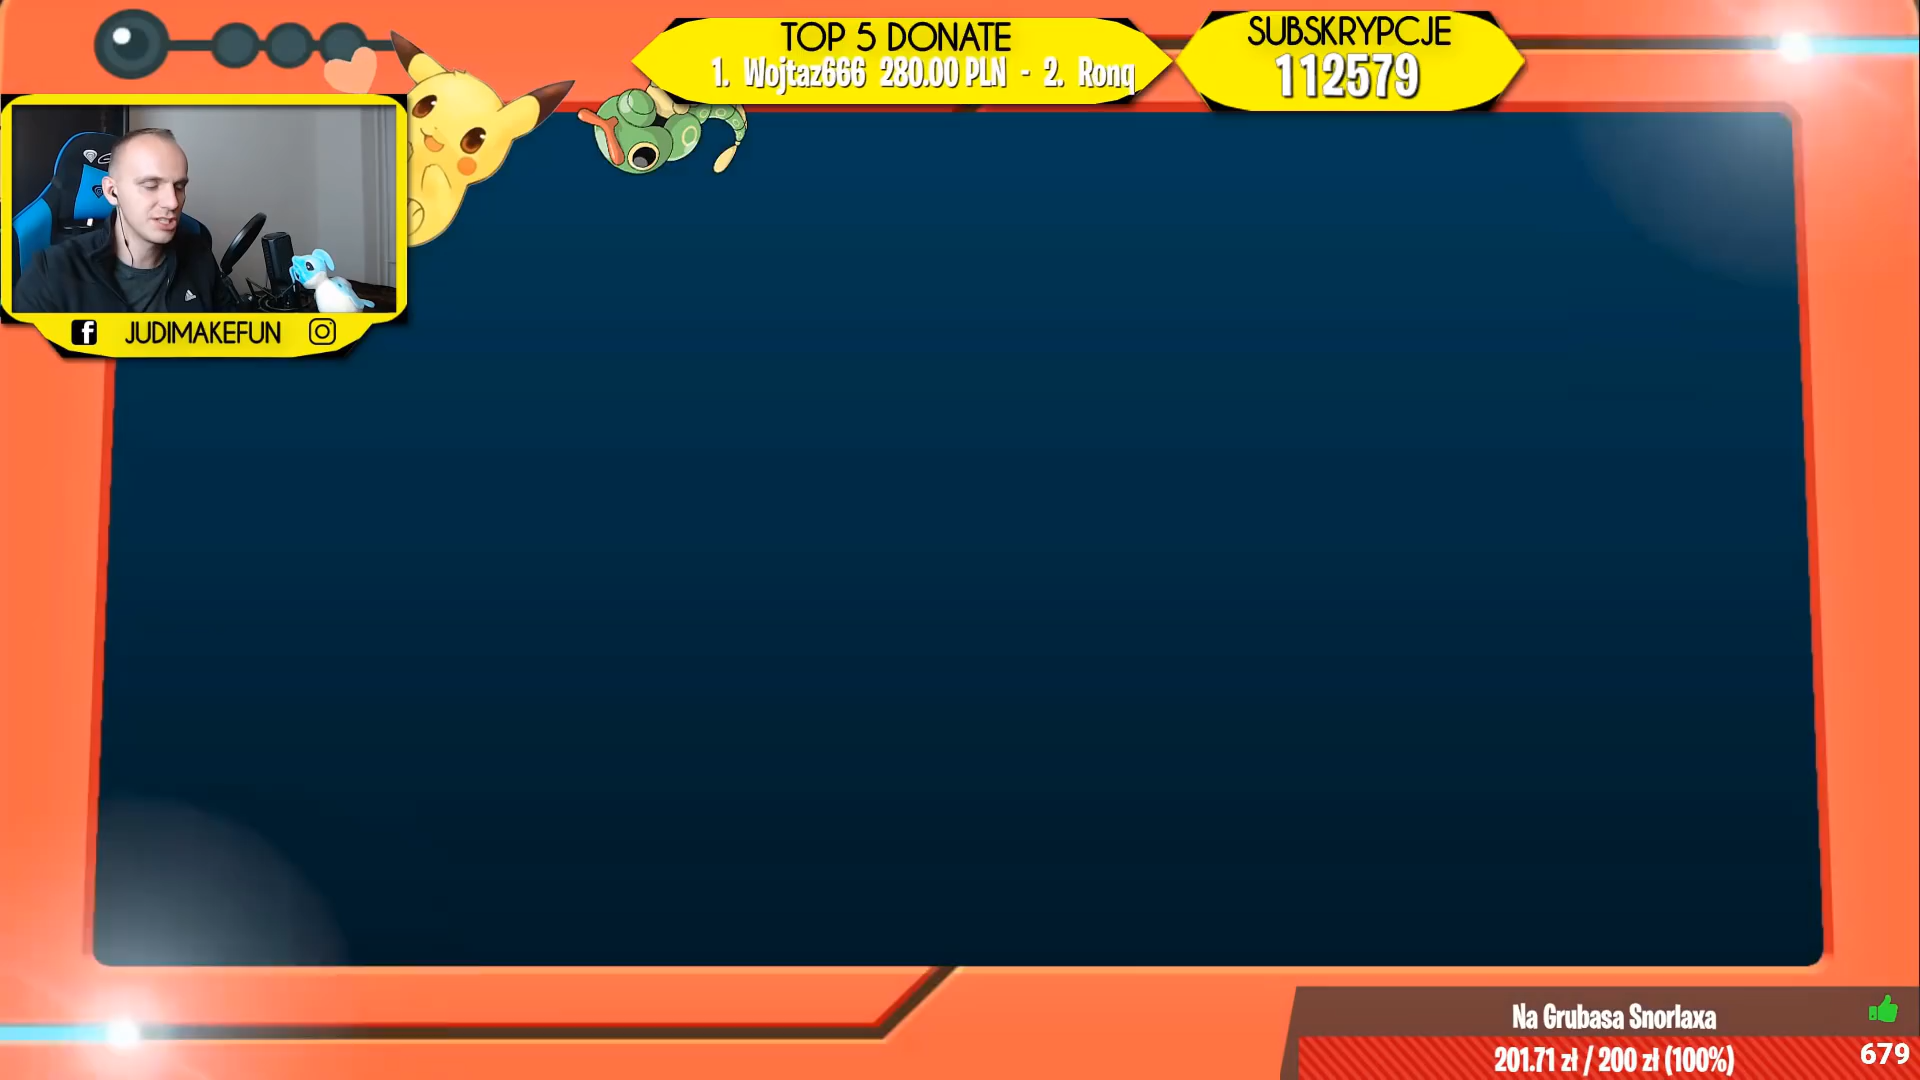 TOP 5 DONATE
1. Wojtaz666 280.00 PLN - 2. Ronq
SUBSKRYPCJE
112579
JUDIMAKEFUN
Na Grubasa Snorlaxa
201.71 zł / 200 zł (100%)
679